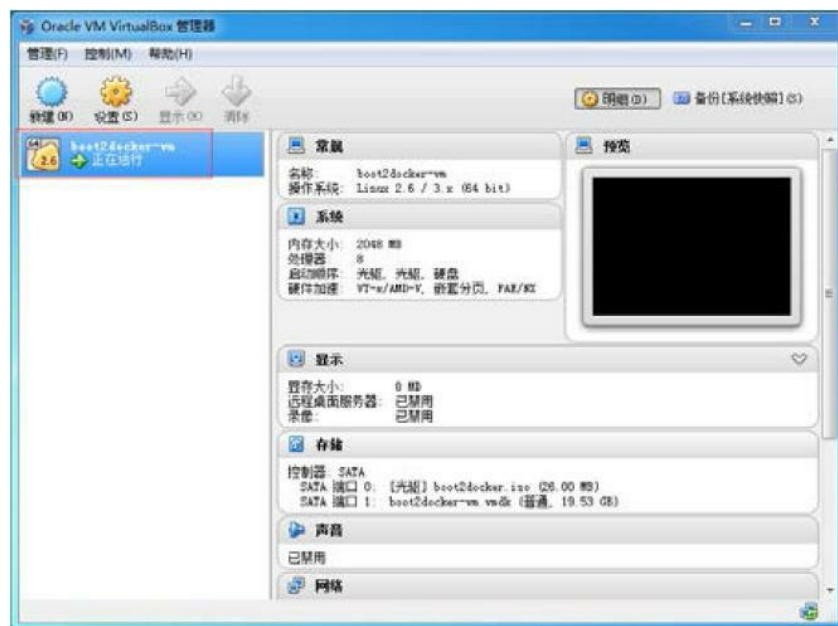 Oracle VM VirtualBox 管理器
管理(F) 控制(M) 帮助(H)
新建(N) 设置(S) 显示(X) 清除
明细(D) 备份[系统快照](S)
64
2.6
boot2docker-vm
正在运行
常规
名称: boot2docker-vm
操作系统: Linux 2.6 / 3.x (64 bit)
系统
内存大小: 2048 MB
处理器: 8
启动顺序: 光驱, 光驱, 硬盘
硬件加速: VT-x/AMD-V, 嵌套分页, PAE/NX
预览
显示
显存大小: 8 MB
远程桌面服务器: 已禁用
录像: 已禁用
存储
控制器: SATA
SATA 端口 0: [光驱] boot2docker.iso (26.00 MB)
SATA 端口 1: boot2docker-vm.vmdk (普通, 19.53 GB)
声音
已禁用
网络